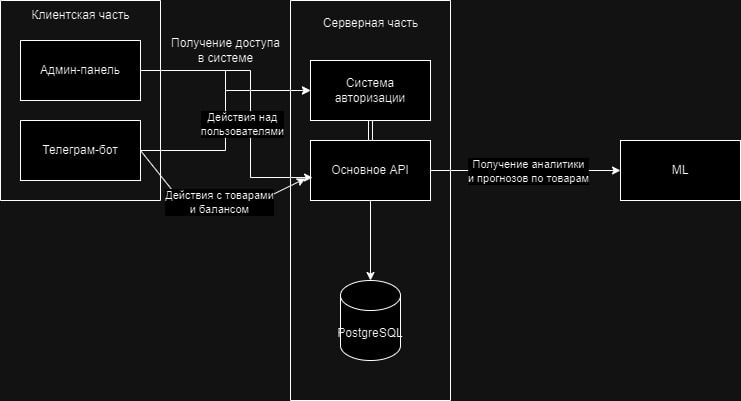 Клиентская часть
Серверная часть
Получение доступа
в системе
Админ-панель
Система
авторизации
Действия над
пользователями
Телеграм-бот
Основное API
Получение аналитики
и прогнозов по товарам
ML
Действия с товарами
и балансом
PostgreSQL